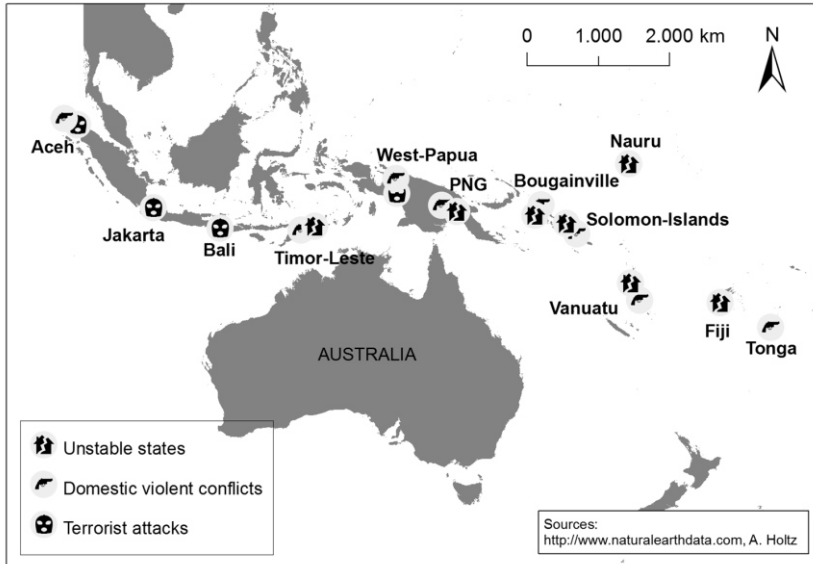 0 1.000 2.000 km
N
Nauru
Aceh
West-Papua
PNG
Bougainville
Solomon-Islands
Jakarta
Bali
Timor-Leste
Vanuatu
Fiji
Tonga
AUSTRALIA
Unstable states
Domestic violent conflicts
Terrorist attacks
Sources:
http://www.naturalearthdata.com, A. Holtz